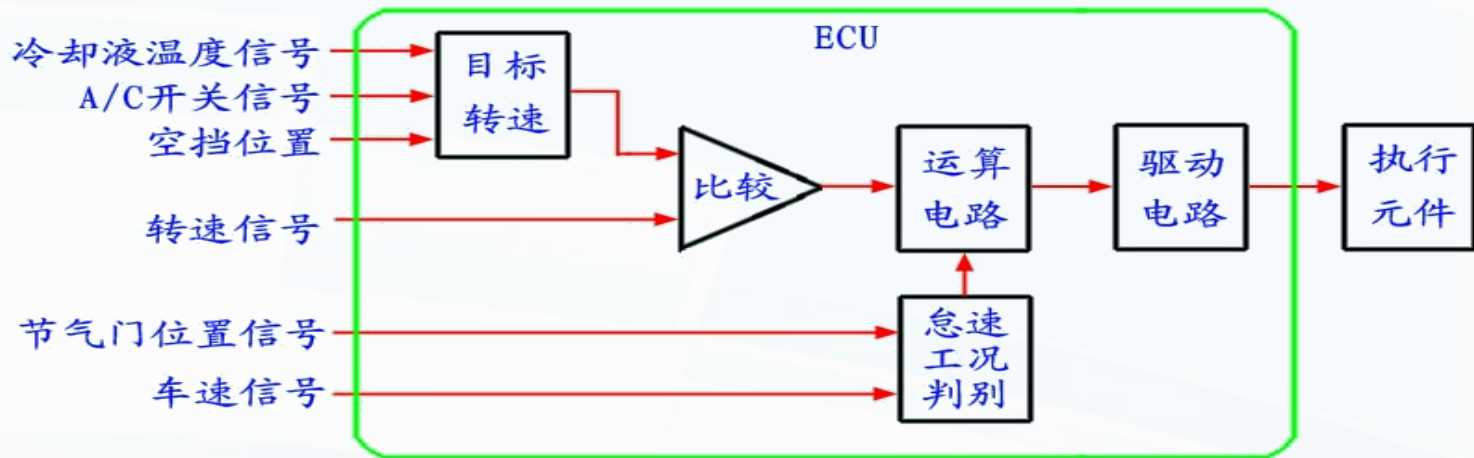 ECU
冷却液温度信号
A/C开关信号
空挡位置
目标
转速
转速信号
比较
运算
电路
驱动
电路
执行
元件
节气门位置信号
车速信号
怠速
工况
判别